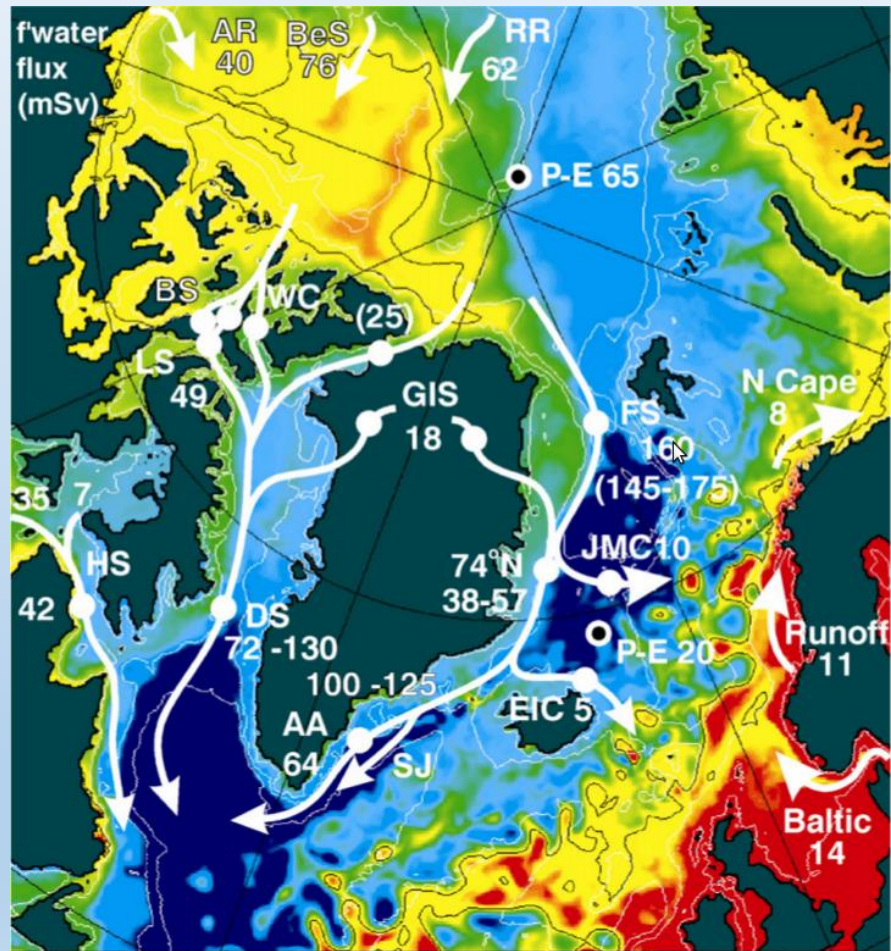 f'water
flux
(mSv)
AR
40
BeS
76
RR
62
P-E 65
BS
WC
(25)
LS
49
GIS
18
N Cape
8
FS
160
(145-175)
35
7
HS
42
74°N
38-57
JMC10
DS
72 -130
P-E 20
Runoff
11
100 -125
AA
64
SJ
EIC 5
Baltic
14